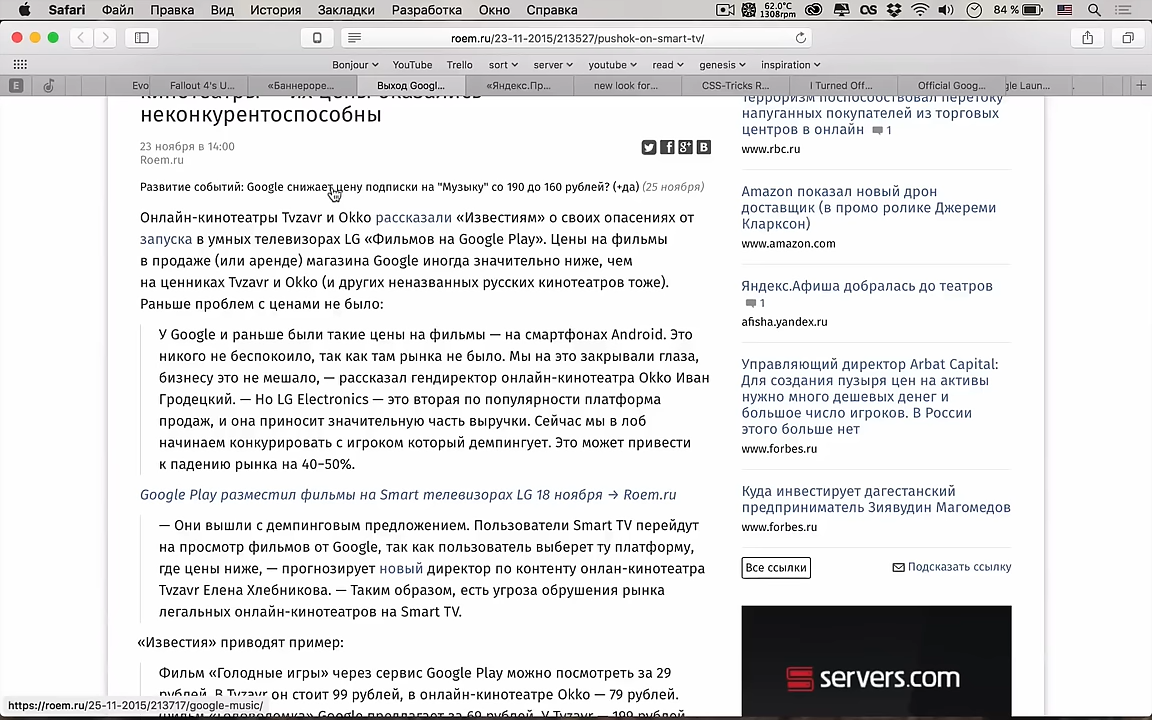 Safari Файл Правка Вид История Закладки Разработка Окно Справка
62.0°C 1308rpm 84 %
roem.ru/23-11-2015/213527/pushok-on-smart-tv/
Bonjour YouTube Trello sort server youtube read genesis inspiration
E Evo Fallout 4's U... «Баннероре... Выход Googl... «Яндекс.Пр... new look for... CSS-Tricks R... I Turned Off... Official Goog... gle Laun...
неконкурентоспособны
23 ноября в 14:00
Roem.ru
Развитие событий: Google снижает цену подписки на "Музыку" со 190 до 160 рублей? (+да) (25 ноября)
Онлайн-кинотеатры Tvzavr и Okko рассказали «Известиям» о своих опасениях от
запуска в умных телевизорах LG «Фильмов на Google Play». Цены на фильмы
в продаже (или аренде) магазина Google иногда значительно ниже, чем
на ценниках Tvzavr и Okko (и других неназванных русских кинотеатров тоже).
Раньше проблем с ценами не было:
У Google и раньше были такие цены на фильмы — на смартфонах Android. Это
никого не беспокоило, так как там рынка не было. Мы на это закрывали глаза,
бизнесу это не мешало, — рассказал гендиректор онлайн-кинотеатра Okko Иван
Гродецкий. — Но LG Electronics — это вторая по популярности платформа
продаж, и она приносит значительную часть выручки. Сейчас мы в лоб
начинаем конкурировать с игроком который демпингует. Это может привести
к падению рынка на 40–50%.
Google Play разместил фильмы на Smart телевизорах LG 18 ноября → Roem.ru
— Они вышли с демпинговым предложением. Пользователи Smart TV перейдут
на просмотр фильмов от Google, так как пользователь выберет ту платформу,
где цены ниже, — прогнозирует новый директор по контенту онлан-кинотеатра
Tvzavr Елена Хлебникова. — Таким образом, есть угроза обрушения рынка
легальных онлайн-кинотеатров на Smart TV.
«Известия» приводят пример:
Фильм «Голодные игры» через сервис Google Play можно посмотреть за 29
рублей. В Tvzavr он стоит 99 рублей, в онлайн-кинотеатре Okko — 79 рублей.
Фильм «Головоломка» Google предлагает за 69 рублей. У Tvzavr — 199 рублей
терроризм поспособствовал перетоку
напуганных покупателей из торговых
центров в онлайн 1
www.rbc.ru
Amazon показал новый дрон
доставщик (в промо ролике Джереми
Кларксон)
www.amazon.com
Яндекс.Афиша добралась до театров
1
afisha.yandex.ru
Управляющий директор Arbat Capital:
Для создания пузыря цен на активы
нужно много дешевых денег и
большое число игроков. В России
этого больше нет
www.forbes.ru
Куда инвестирует дагестанский
предприниматель Зиявудин Магомедов
www.forbes.ru
Все ссылки Подсказать ссылку
servers.com
https://roem.ru/25-11-2015/213717/google-music/